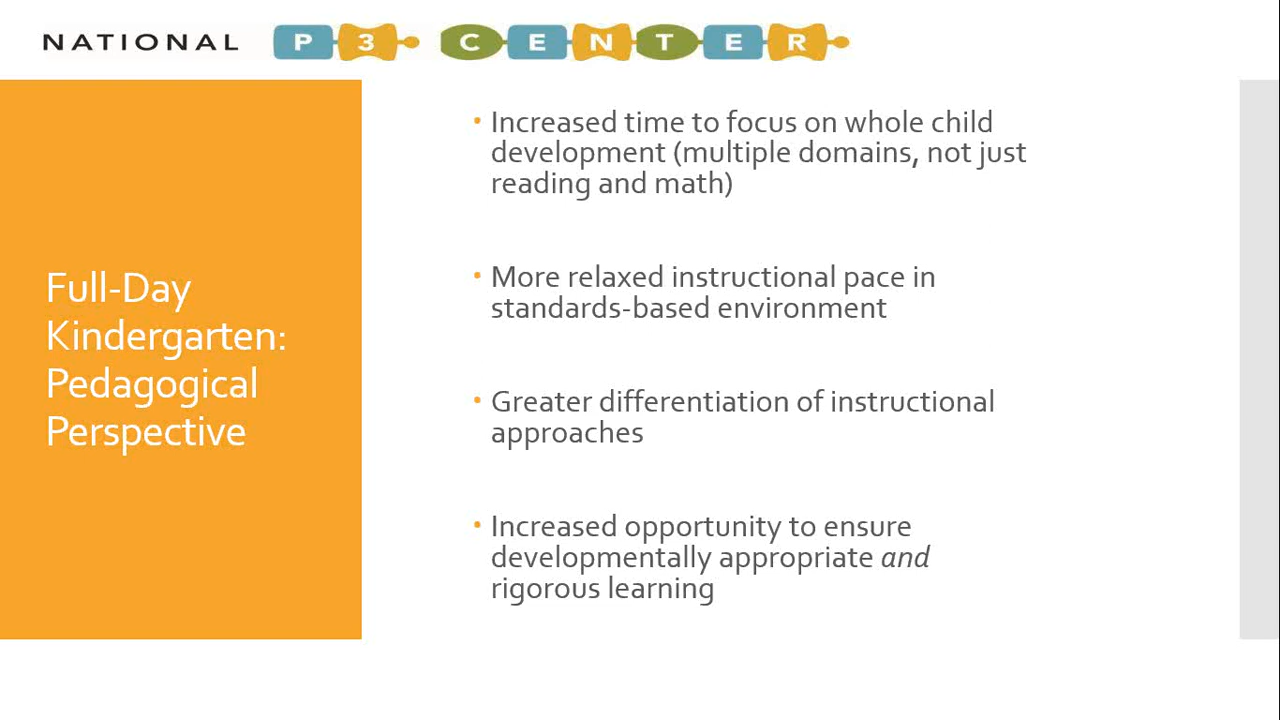 NATIONAL P3 CENTER
Full-Day
Kindergarten:
Pedagogical
Perspective
• Increased time to focus on whole child
development (multiple domains, not just
reading and math)
• More relaxed instructional pace in
standards-based environment
• Greater differentiation of instructional
approaches
• Increased opportunity to ensure
developmentally appropriate and
rigorous learning